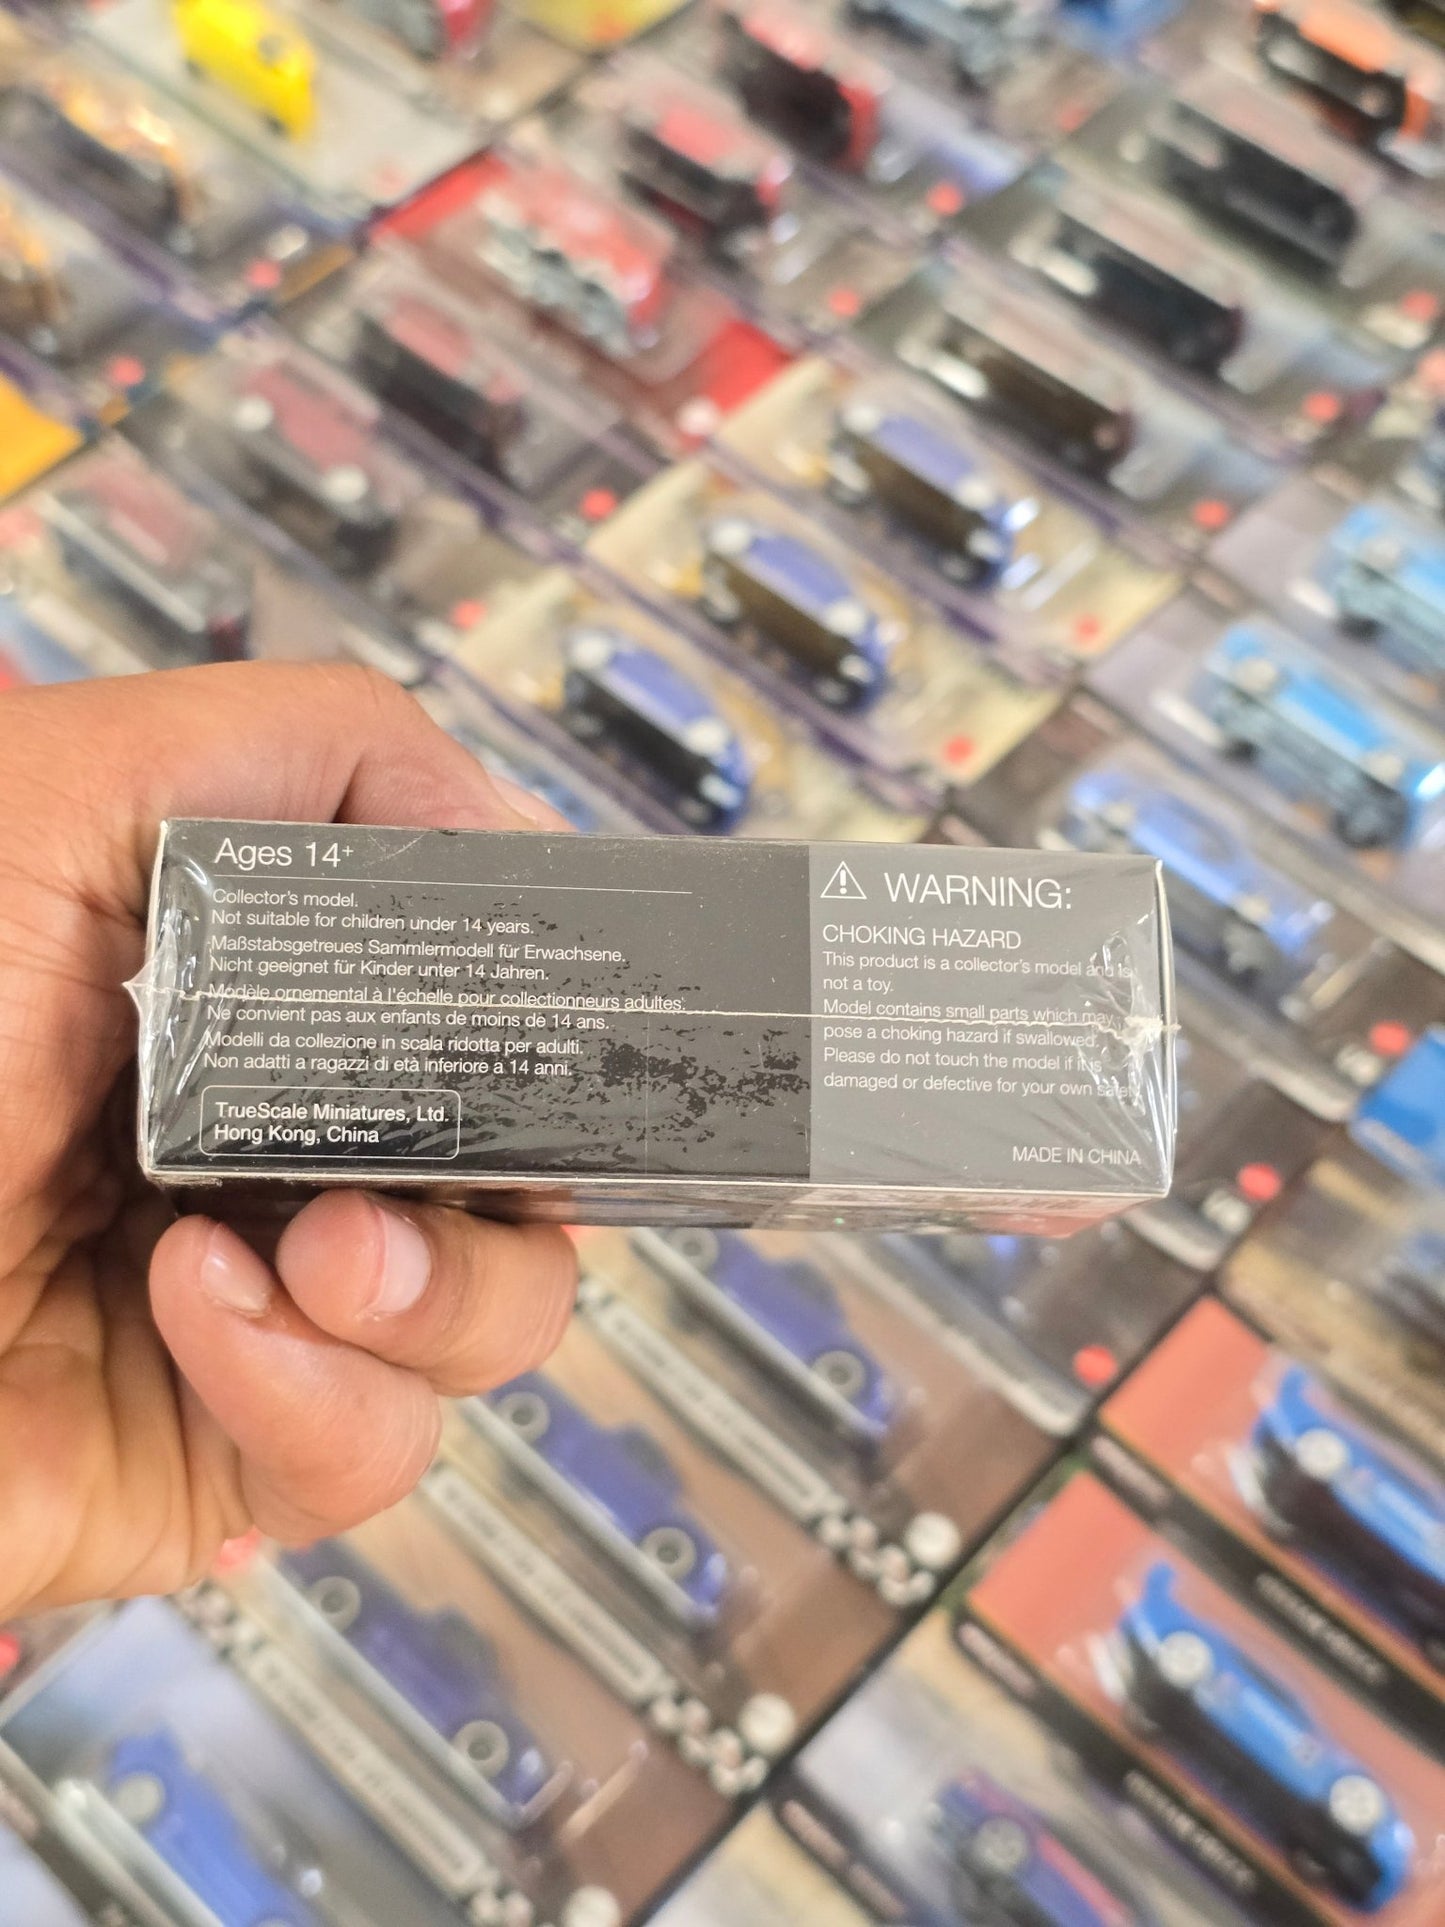 Ages 14+
Collector's model.
Not suitable for children under 14 years.
Maßstabsgetreues Sammlermodell für Erwachsene.
Nicht geeignet für Kinder unter 14 Jahren.
Modèle ornemental à l'échelle pour collectionneurs adultes.
Ne convient pas aux enfants de moins de 14 ans.
Modelli da collezione in scala ridotta per adulti.
Non adatti a ragazzi di età inferiore a 14 anni.
TrueScale Miniatures, Ltd.
Hong Kong, China
WARNING:
CHOKING HAZARD
This product is a collector's model and is
not a toy.
Model contains small parts which may
pose a choking hazard if swallowed.
Please do not touch the model if it is
damaged or defective for your own safety.
MADE IN CHINA